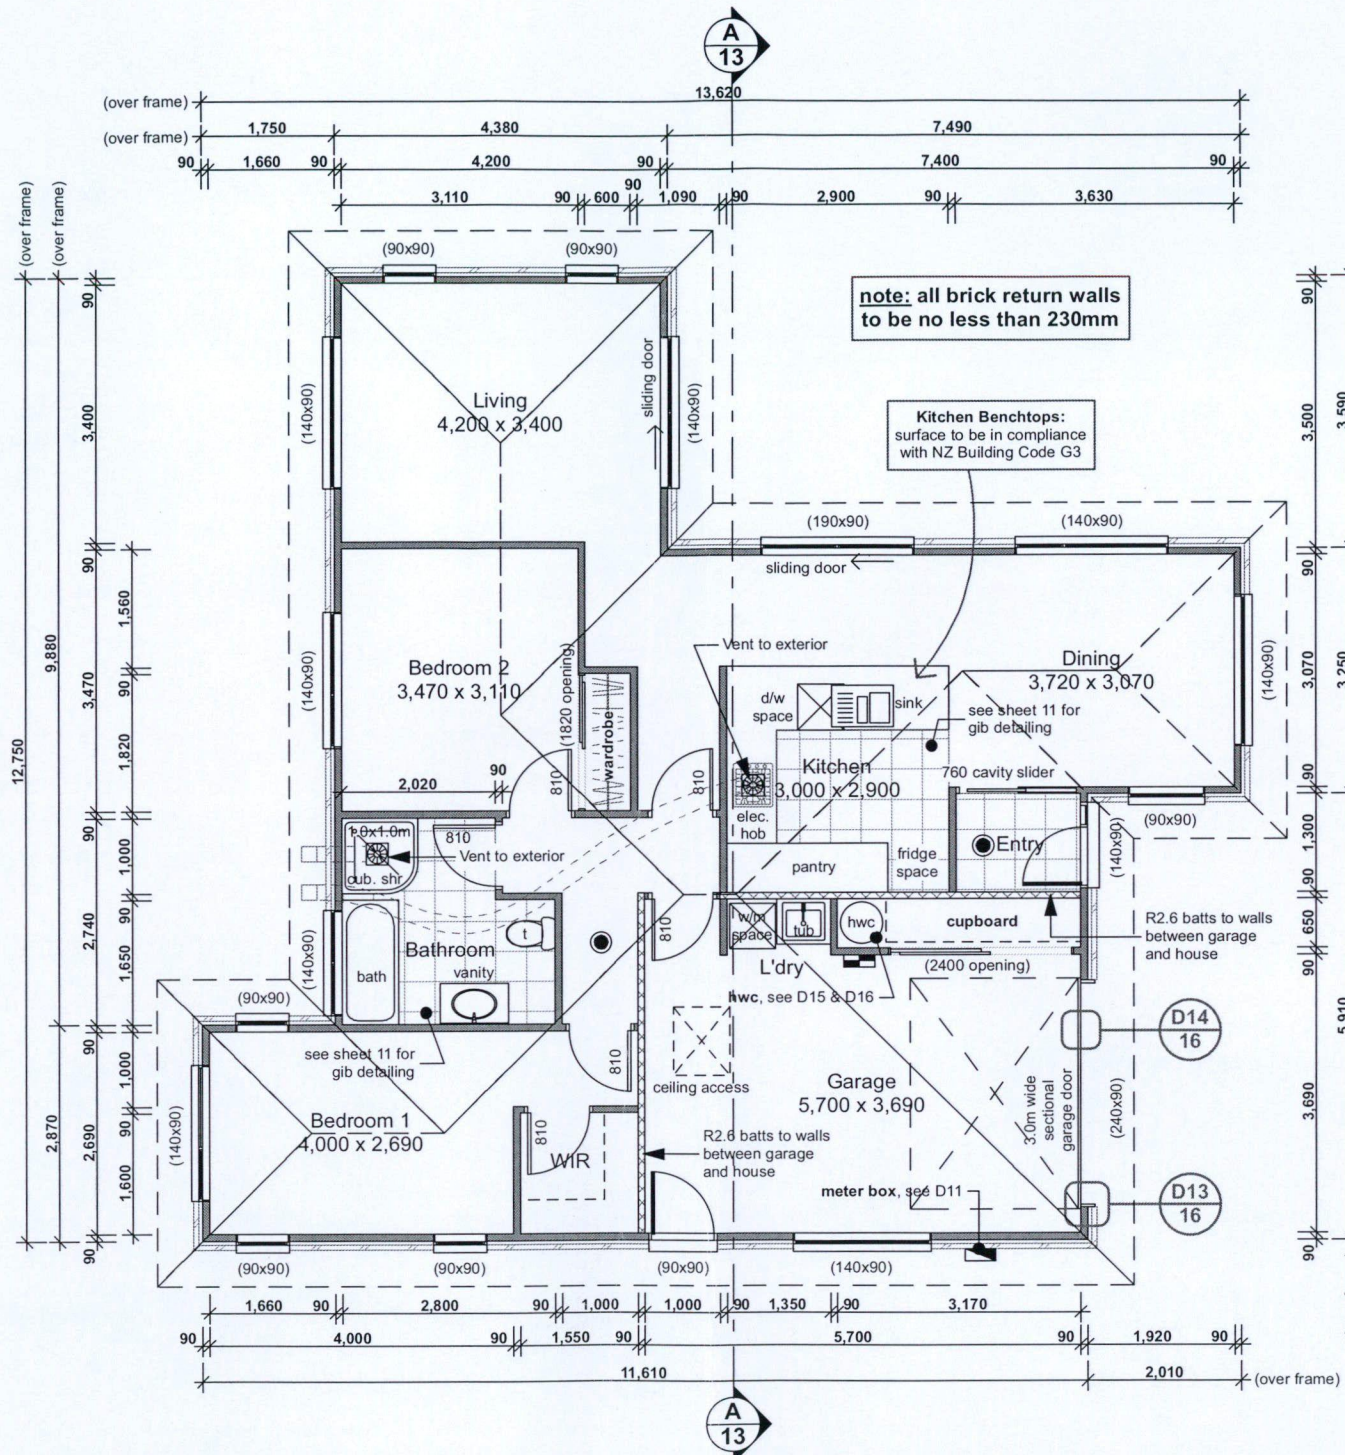 A
13
(over frame)
13,620
(over frame)
1,750
4,380
7,490
90
1,660
90
4,200
90
7,400
90
3,110
90
600
90
1,090
90
2,900
90
3,630
(over frame)
(over frame)
12,750
9,880
2,870
90
3,400
90
3,470
90
2,740
90
2,690
90
1,560
90
1,820
1,000
90
1,650
1,000
90
1,600
(90x90)
(90x90)
note: all brick return walls
to be no less than 230mm
(140x90)
Living
4,200 x 3,400
sliding door
(140x90)
Kitchen Benchtops:
surface to be in compliance
with NZ Building Code G3
90
3,500
3,590
90
3,070
3,250
190
1,300
90
650
90
5,910
3,690
90
(190x90)
(140x90)
sliding door
Vent to exterior
(140x90)
Bedroom 2
3,470 x 3,110
(1820 opening)
wardrobe
d/w
space
sink
Dining
3,720 x 3,070
(140x90)
see sheet 11 for
gib detailing
2,020
90
810
810
Kitchen
3,000 x 2,900
760 cavity slider
elec.
hob
(90x90)
1.0x1.0m
810
Vent to exterior
cub. shr
pantry
fridge
space
Entry
(140x90)
(140x90)
Bathroom
t
bath
vanity
810
w/m
space
tub
hwc
cupboard
R2.6 batts to walls
between garage
and house
L'dry
(2400 opening)
hwc, see D15 & D16
(90x90)
see sheet 11 for
gib detailing
810
ceiling access
D14
16
Garage
5,700 x 3,690
3.0m wide
sectional
garage door
(240x90)
(140x90)
Bedroom 1
4,000 x 2,690
810
WIR
R2.6 batts to walls
between garage
and house
meter box, see D11
D13
16
(90x90)
(90x90)
(90x90)
(140x90)
1,660
90
2,800
90
1,000
1,000
90
1,350
90
3,170
90
4,000
90
1,550
90
5,700
90
1,920
90
11,610
2,010
(over frame)
A
13